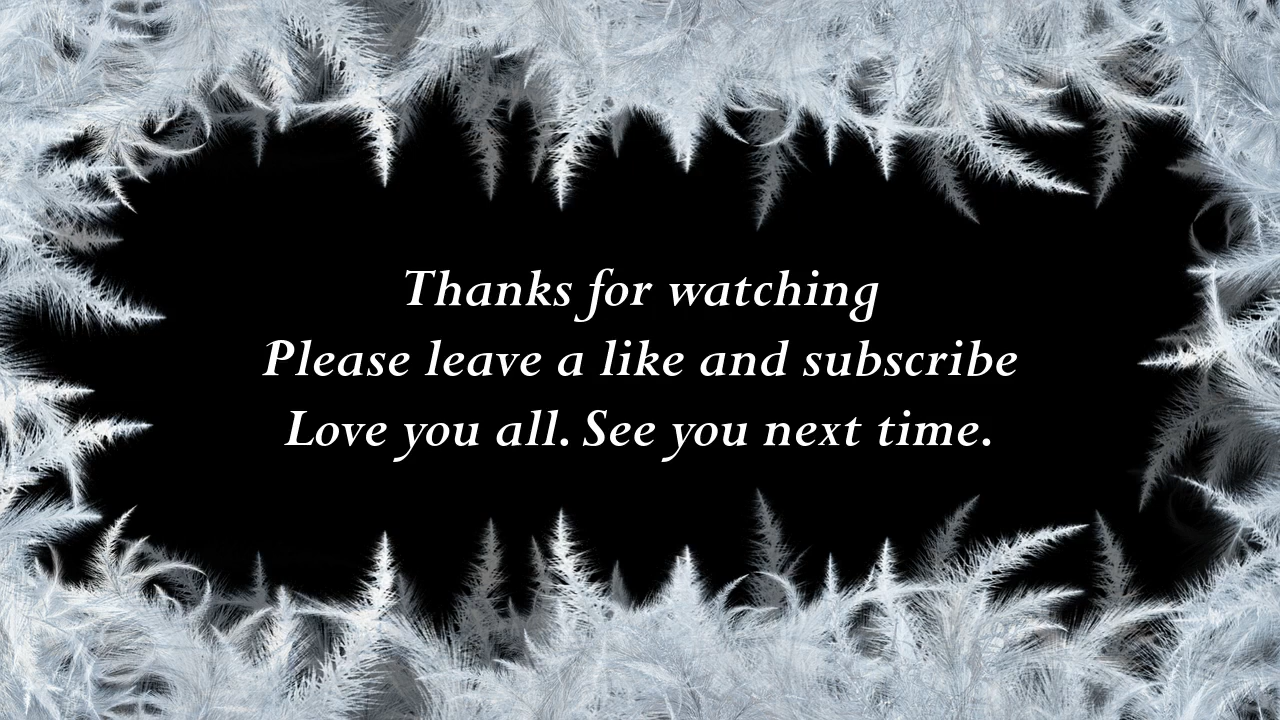 Thanks for watching
Please leave a like and subscribe
Love you all. See you next time.